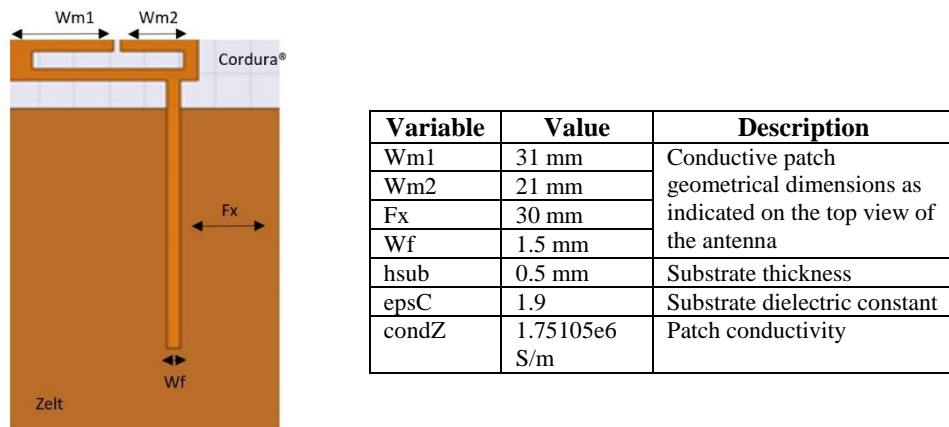 Wm1 Wm2
Cordura®
Fx
Wf
Zelt
Variable Value Description
Wm1 31 mm Conductive patch
Wm2 21 mm geometrical dimensions as
Fx 30 mm indicated on the top view of
Wf 1.5 mm the antenna
hsub 0.5 mm Substrate thickness
epsC 1.9 Substrate dielectric constant
condZ 1.75105e6 Patch conductivity
S/m